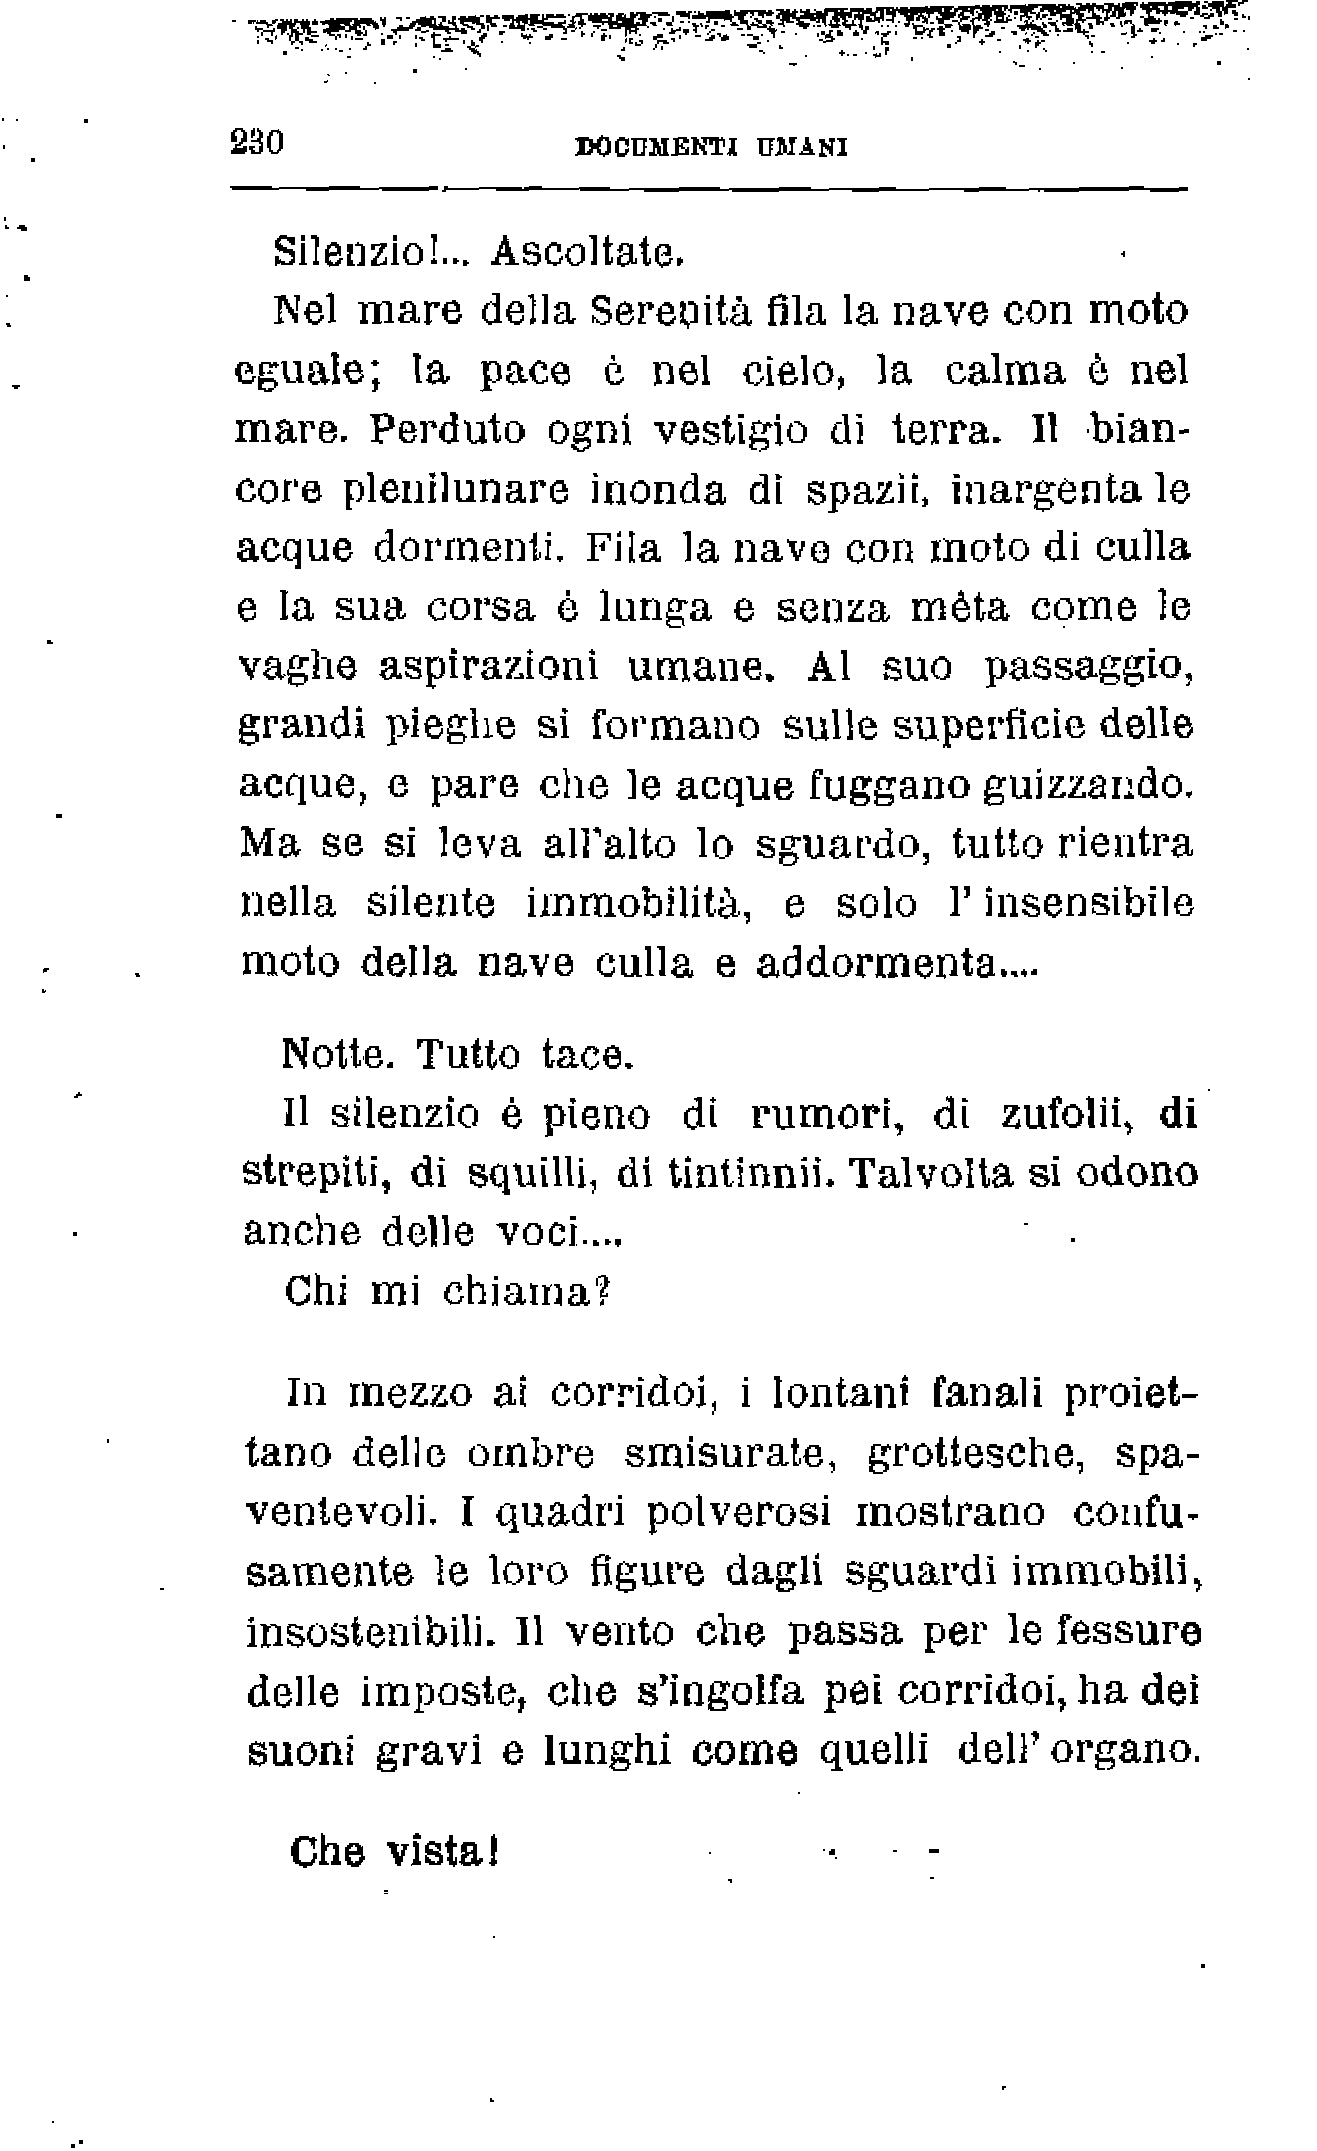 230 DOCUMENTI UMANI
Silenzio!... Ascoltate.
Nel mare della Serenità fila la nave con moto
eguale; la pace è nel cielo, la calma è nel
mare. Perduto ogni vestigio di terra. Il bian-
core plenilunare inonda di spazii, inargenta le
acque dormenti. Fila la nave con moto di culla
e la sua corsa è lunga e senza mèta come le
vaghe aspirazioni umane. Al suo passaggio,
grandi pieghe si formano sulle superficie delle
acque, e pare che le acque fuggano guizzando.
Ma se si leva all'alto lo sguardo, tutto rientra
nella silente immobilità, e solo l' insensibile
moto della nave culla e addormenta....
Notte. Tutto tace.
Il silenzio è pieno di rumori, di zufolii, di
strepiti, di squilli, di tintinnii. Talvolta si odono
anche delle voci....
Chi mi chiama?
In mezzo ai corridoi, i lontani fanali proiet-
tano delle ombre smisurate, grottesche, spa-
ventevoli. I quadri polverosi mostrano confu-
samente le loro figure dagli sguardi immobili,
insostenibili. Il vento che passa per le fessure
delle imposte, che s'ingolfa pei corridoi, ha dei
suoni gravi e lunghi come quelli dell' organo.
Che vista!